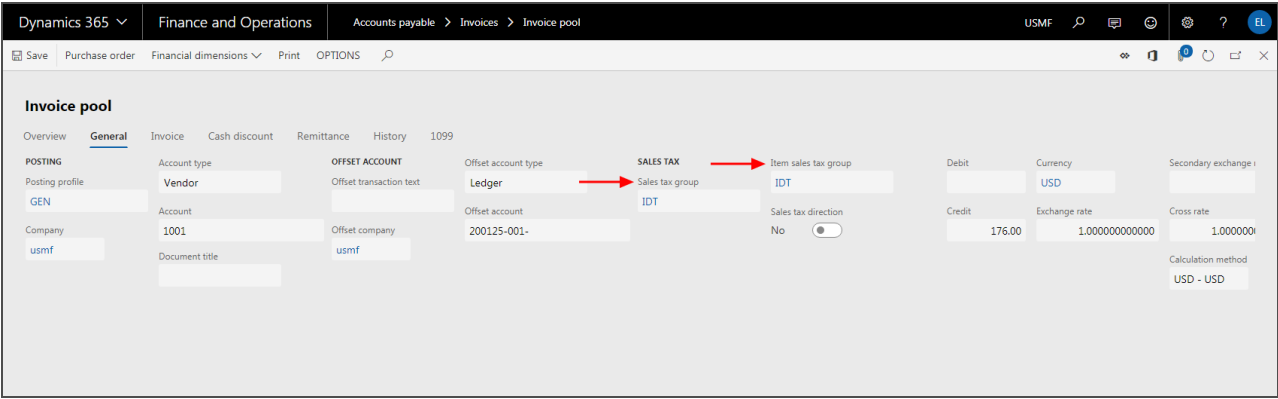 Dynamics 365 Finance and Operations Accounts payable > Invoices > Invoice pool USMF ? EL
Save Purchase order Financial dimensions Print OPTIONS 0
Invoice pool
Overview General Invoice Cash discount Remittance History 1099
POSTING Account type OFFSET ACCOUNT Offset account type SALES TAX Item sales tax group Debit Currency Secondary exchange
Posting profile Vendor Offset transaction text Ledger Sales tax group IDT USD
GEN IDT
Account Offset account Sales tax direction Credit Exchange rate Cross rate
Company 1001 Offset company 200125-001- No 176.00 1.000000000000 1.0000000
usmf usmf
Document title Calculation method
USD - USD